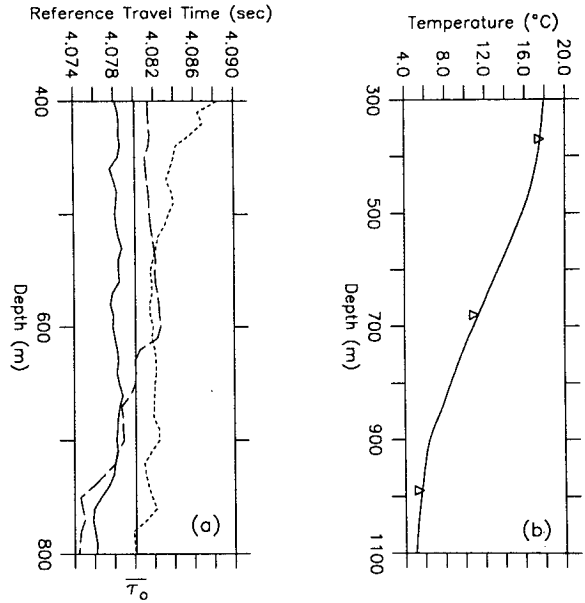 Reference Travel Time (sec)
4.074
4.078
4.082
4.086
4.090
400
600
800
Depth (m)
(a)
τ₀
Temperature (°C)
4.0
8.0
12.0
16.0
20.0
300
500
700
900
1100
Depth (m)
(b)